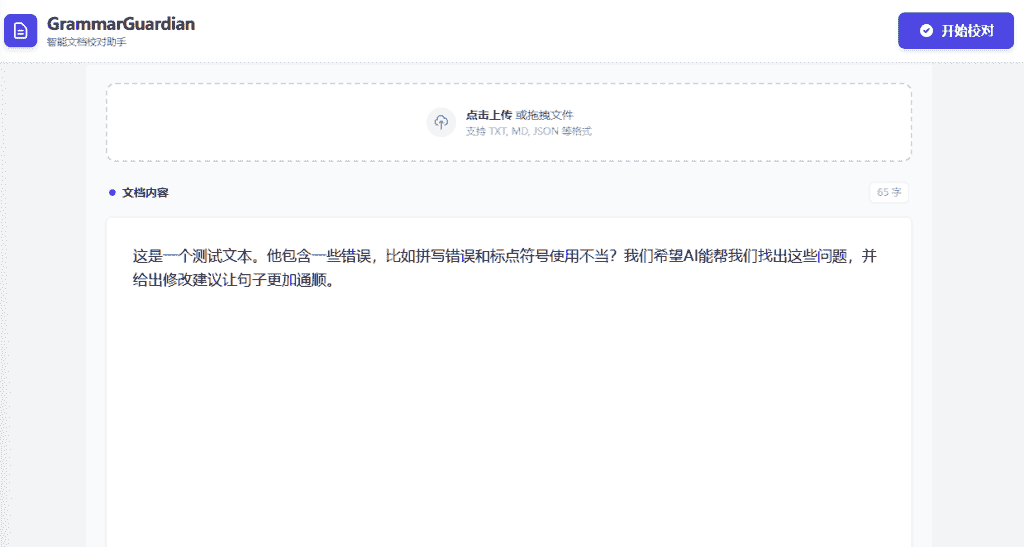 GrammarGuardian
智能文档校对助手
开始校对
点击上传 或拖拽文件
支持 TXT, MD, JSON 等格式
文档内容
65 字
这是一个测试文本。他包含一些错误，比如拼写错误和标点符号使用不当？我们希望AI能帮我们找出这些问题，并
给出修改建议让句子更加通顺。